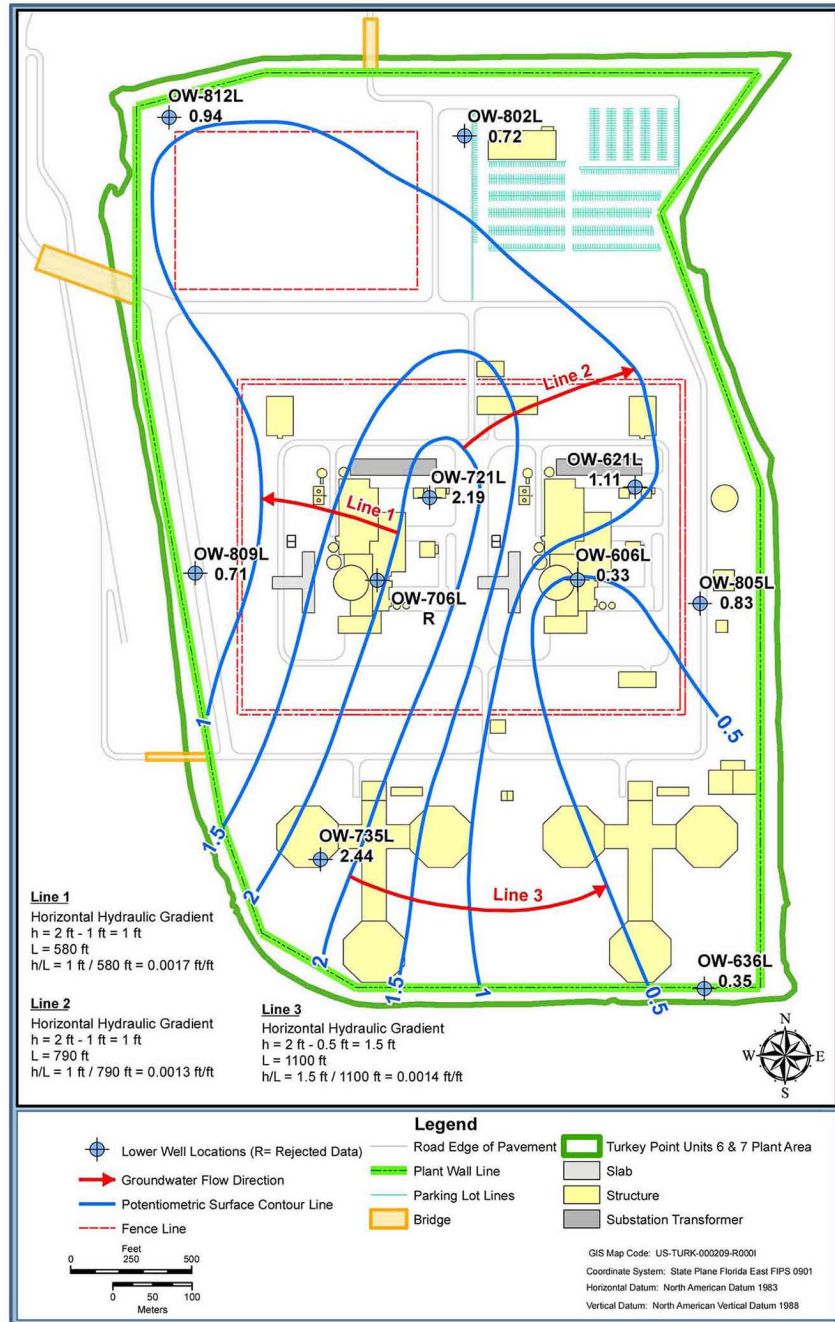 OW-812L
0.94
OW-802L
0.72
Line 2
OW-721L
2.19
OW-621L
1.11
Line 1
OW-809L
0.71
OW-706L
R
OW-606L
0.33
OW-805L
0.83
1
0.5
1.5
OW-735L
2.44
2
Line 3
2
1.5
1
0.5
OW-636L
0.35
Line 1
Horizontal Hydraulic Gradient
h = 2 ft - 1 ft = 1 ft
L = 580 ft
h/L = 1 ft / 580 ft = 0.0017 ft/ft
Line 2
Horizontal Hydraulic Gradient
h = 2 ft - 1 ft = 1 ft
L = 790 ft
h/L = 1 ft / 790 ft = 0.0013 ft/ft
Line 3
Horizontal Hydraulic Gradient
h = 2 ft - 0.5 ft = 1.5 ft
L = 1100 ft
h/L = 1.5 ft / 1100 ft = 0.0014 ft/ft
N
W E
S
Legend
Lower Well Locations (R= Rejected Data)
Groundwater Flow Direction
Potentiometric Surface Contour Line
Fence Line
Road Edge of Pavement
Plant Wall Line
Parking Lot Lines
Bridge
Turkey Point Units 6 & 7 Plant Area
Slab
Structure
Substation Transformer
Feet
0 250 500
0 50 100
Meters
GIS Map Code: US-TURK-000209-R000I
Coordinate System: State Plane Florida East FIPS 0901
Horizontal Datum: North American Datum 1983
Vertical Datum: North American Vertical Datum 1988